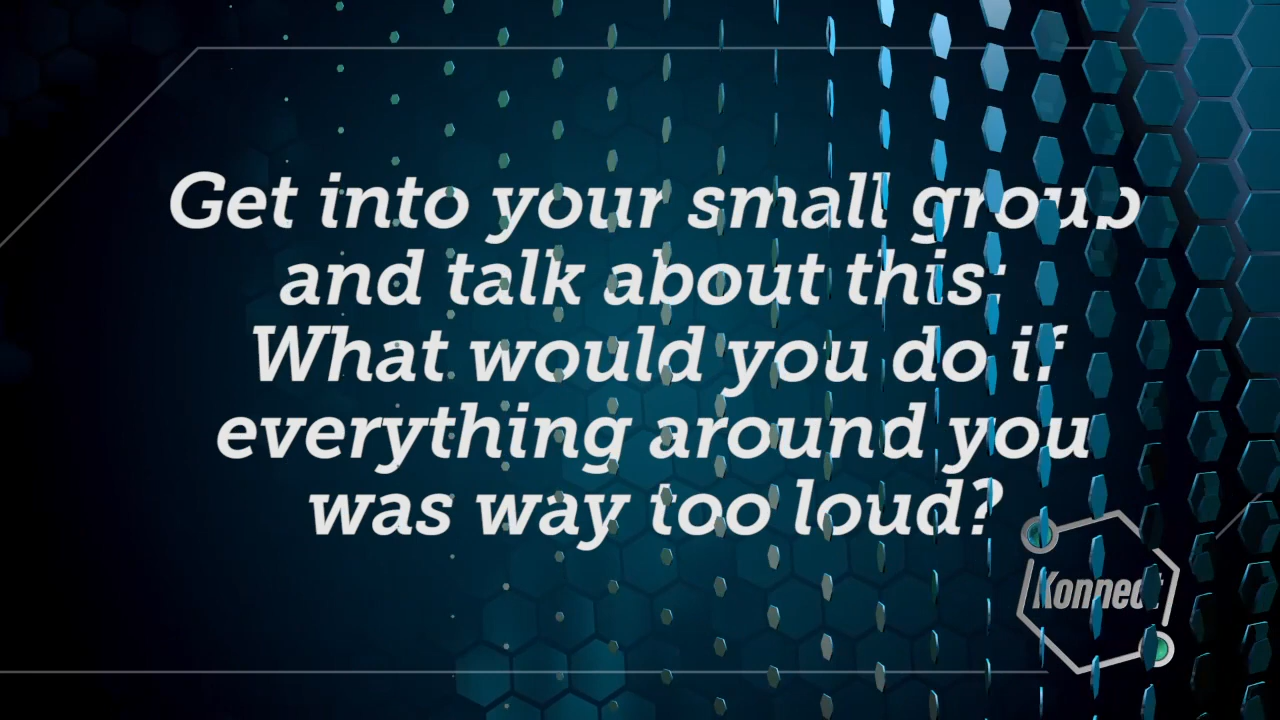 Get into your small group
and talk about this:
What would you do if
everything around you
was way too loud?
Konnect